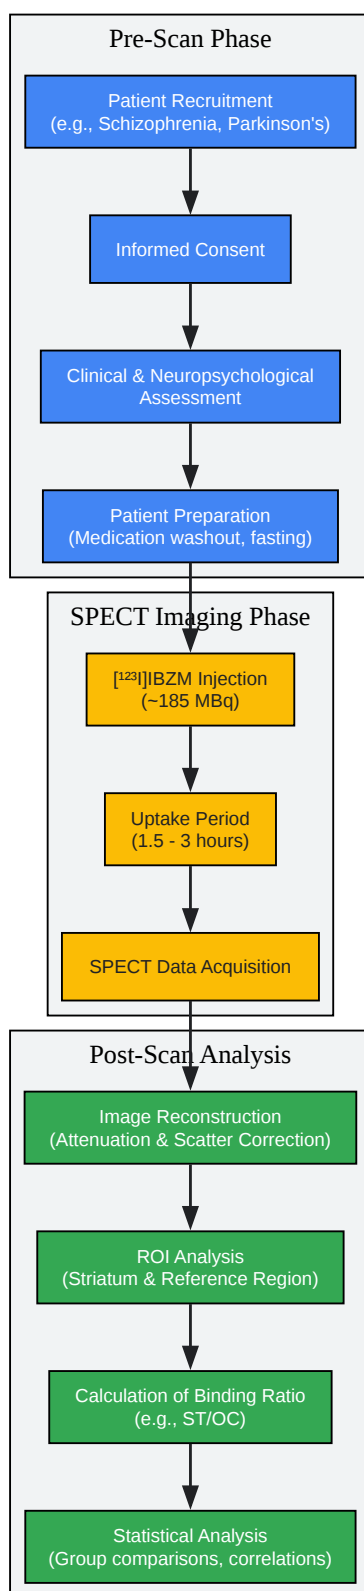 Pre-Scan Phase
Patient Recruitment
(e.g., Schizophrenia, Parkinson's)
Informed Consent
Clinical & Neuropsychological
Assessment
Patient Preparation
(Medication washout, fasting)
SPECT Imaging Phase
[¹²³I]IBZM Injection
(~185 MBq)
Uptake Period
(1.5 - 3 hours)
SPECT Data Acquisition
Post-Scan Analysis
Image Reconstruction
(Attenuation & Scatter Correction)
ROI Analysis
(Striatum & Reference Region)
Calculation of Binding Ratio
(e.g., ST/OC)
Statistical Analysis
(Group comparisons, correlations)